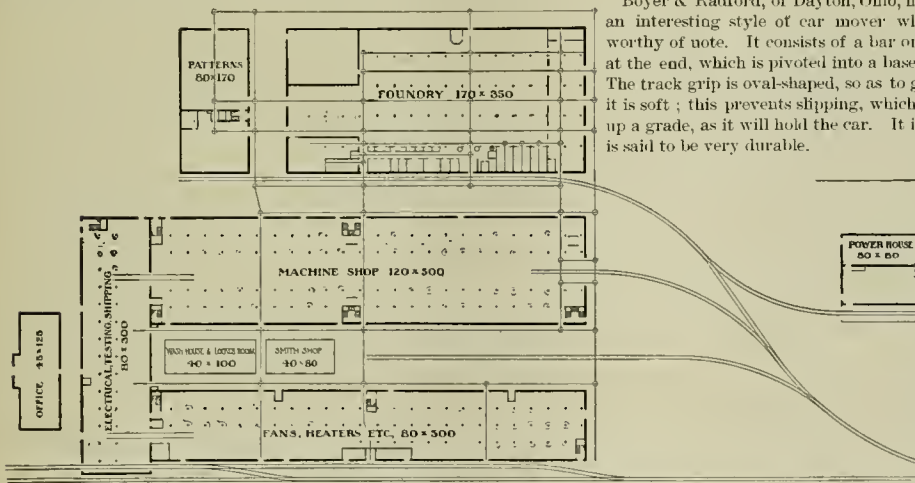 Boyer & Radford, of Dayton, Ohio, m
an interesting style of car mover wh
worthy of note. It consists of a bar or
at the end, which is pivoted into a base
The track grip is oval-shaped, so as to g
it is soft ; this prevents slipping, which
up a grade, as it will hold the car. It i
is said to be very durable.
PATTERNS
80×170
FOUNDRY 170 × 350
MACHINE SHOP 120 × 500
POWER HOUSE
80 × 80
ELECTRICAL, TESTING, SHIPPING
80 × 300
OFFICE 45×125
WASH HOUSE & LOCKER ROOM
40 × 100
SMITH SHOP
40×80
FANS, HEATERS ETC, 80 × 500